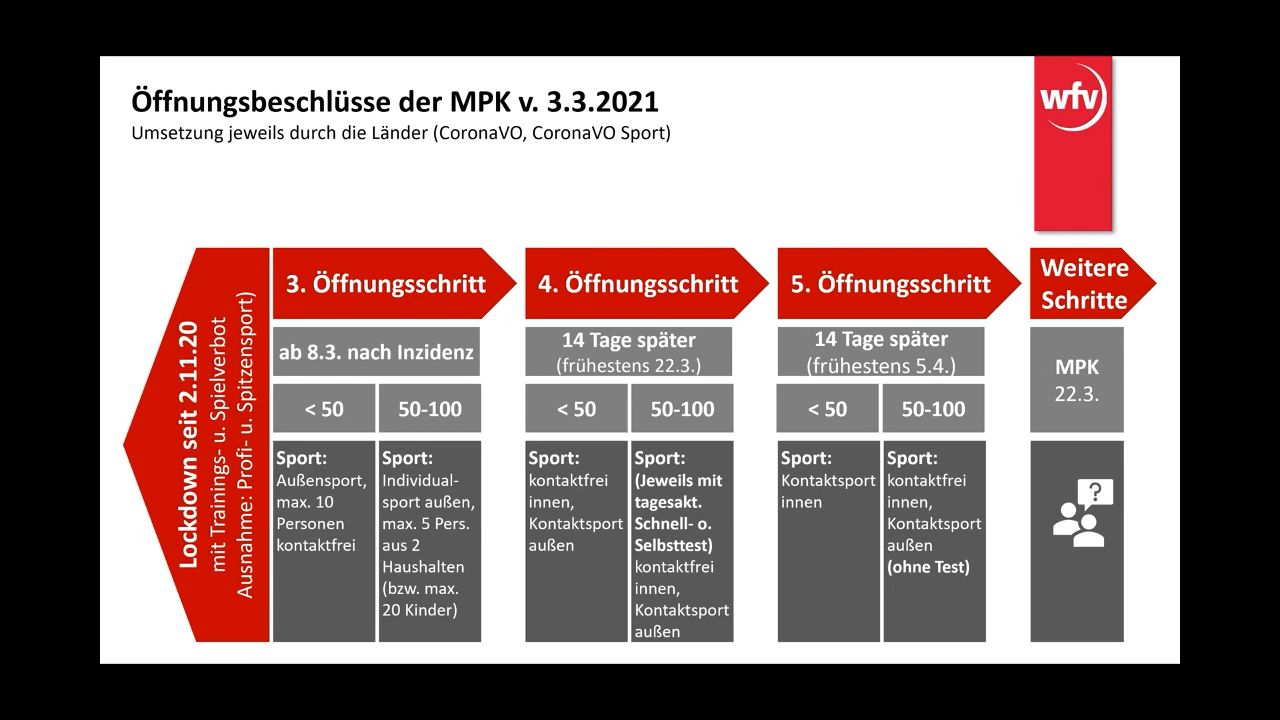 Öffnungsbeschlüsse der MPK v. 3.3.2021
Umsetzung jeweils durch die Länder (CoronaVO, CoronaVO Sport)
wfv
Lockdown seit 2.11.20
mit Trainings- u. Spielverbot
Ausnahme: Profi- u. Spitzensport)
3. Öffnungsschritt
ab 8.3. nach Inzidenz
< 50
50-100
Sport:
Außensport,
max. 10
Personen
kontaktfrei
Sport:
Individual-
sport außen,
max. 5 Pers.
aus 2
Haushalten
(bzw. max.
20 Kinder)
4. Öffnungsschritt
14 Tage später
(frühestens 22.3.)
< 50
50-100
Sport:
kontaktfrei
innen,
Kontaktsport
außen
Sport:
(Jeweils mit
tagesakt.
Schnell- o.
Selbsttest)
kontaktfrei
innen,
Kontaktsport
außen
5. Öffnungsschritt
14 Tage später
(frühestens 5.4.)
< 50
50-100
Sport:
Kontaktsport
innen
Sport:
kontaktfrei
innen,
Kontaktsport
außen
(ohne Test)
Weitere
Schritte
MPK
22.3.
?